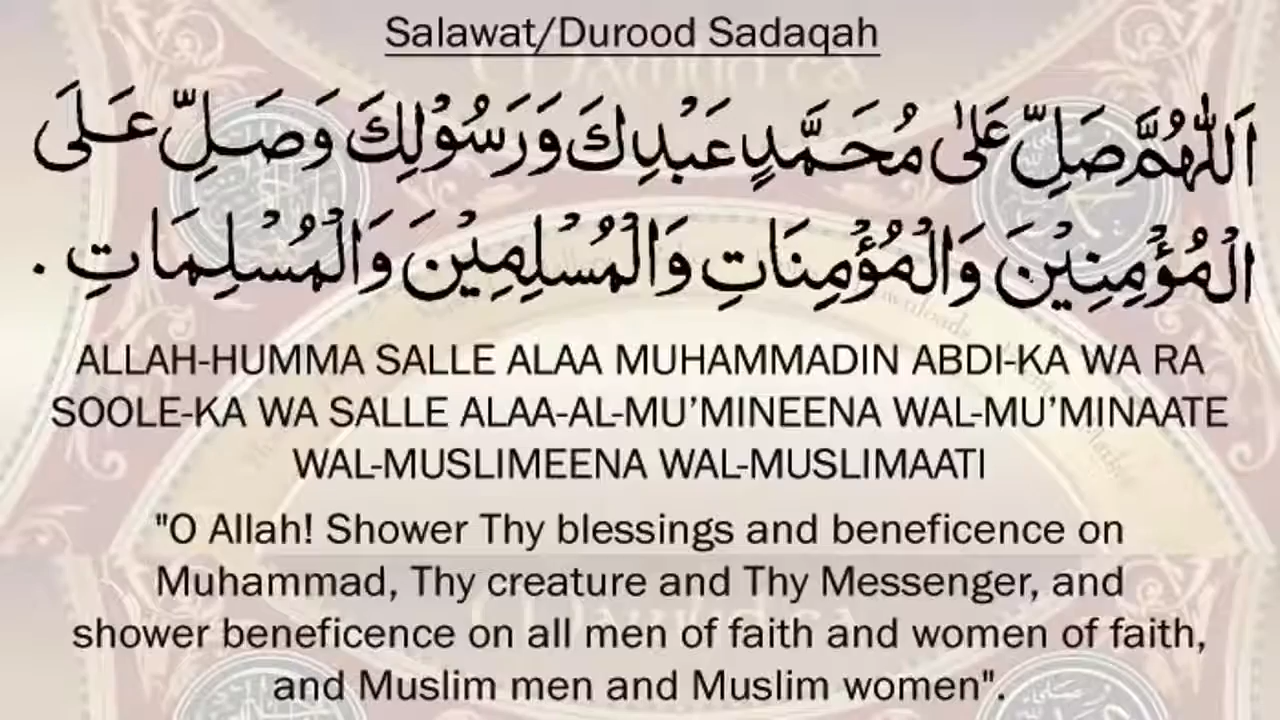 Salawat/Durood Sadaqah
اَللّٰهُمَّ صَلِّ عَلٰى مُحَمَّدٍ عَبْدِكَ وَرَسُوْلِكَ وَصَلِّ عَلَى
الْمُؤْمِنِيْنَ وَالْمُؤْمِنَاتِ وَالْمُسْلِمِيْنَ وَالْمُسْلِمَاتِ .
ALLAH-HUMMA SALLE ALAA MUHAMMADIN ABDI-KA WA RA
SOOLE-KA WA SALLE ALAA-AL-MU’MINEENA WAL-MU’MINAATE
WAL-MUSLIMEENA WAL-MUSLIMAATI
"O Allah! Shower Thy blessings and beneficence on
Muhammad, Thy creature and Thy Messenger, and
shower beneficence on all men of faith and women of faith,
and Muslim men and Muslim women".